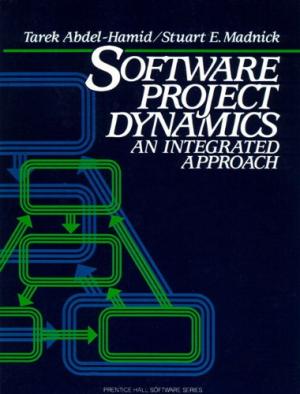 Tarek Abdel-Hamid/Stuart E. Madnick
SOFTWARE
PROJECT
DYNAMICS
AN INTEGRATED
APPROACH
PRENTICE HALL SOFTWARE SERIES